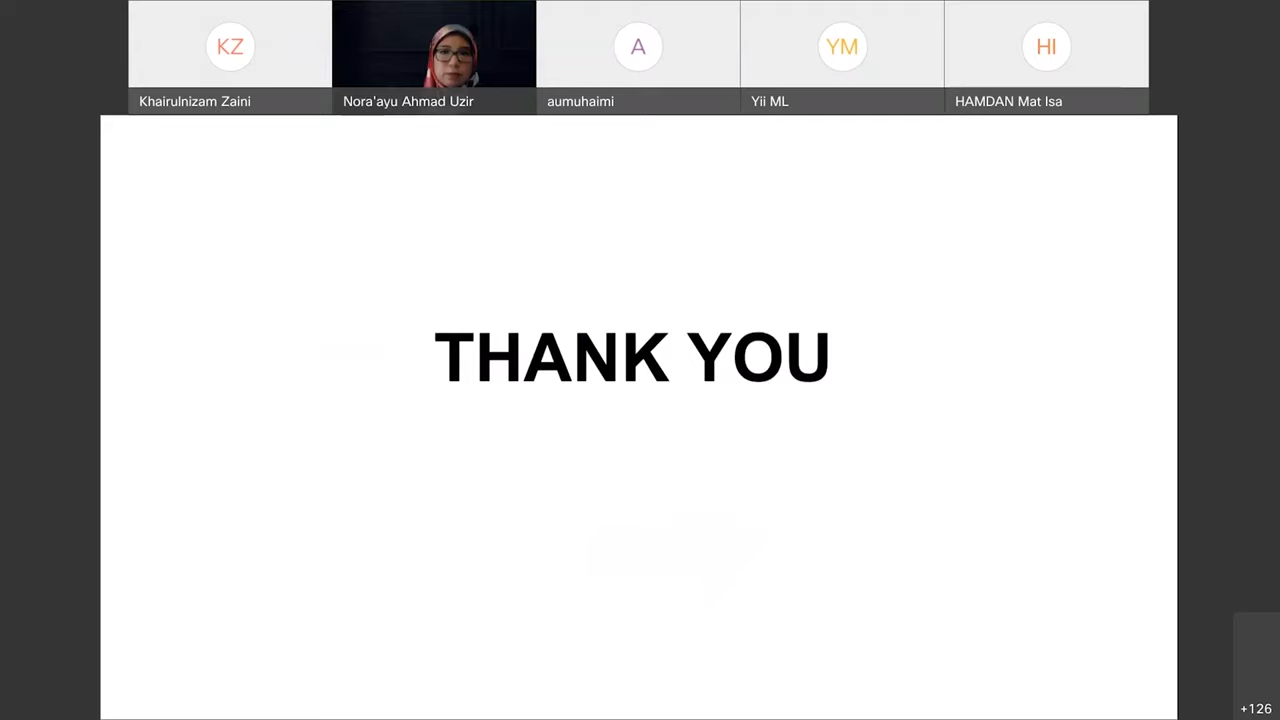 KZ
A
YM
HI
Khairulnizam Zaini
Nora'ayu Ahmad Uzir
aumuhaimi
Yii ML
HAMDAN Mat Isa
THANK YOU
+126